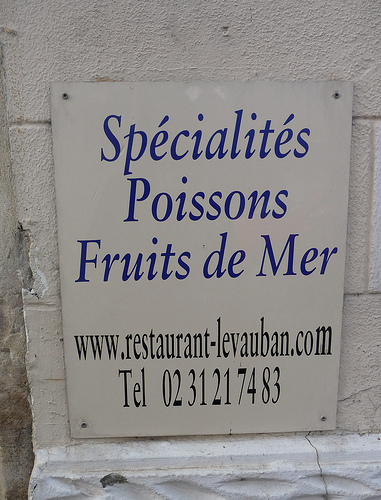 Spécialités
Poissons
Fruits de Mer
www.restaurant-levauban.com
Tel 02 31 21 74 83